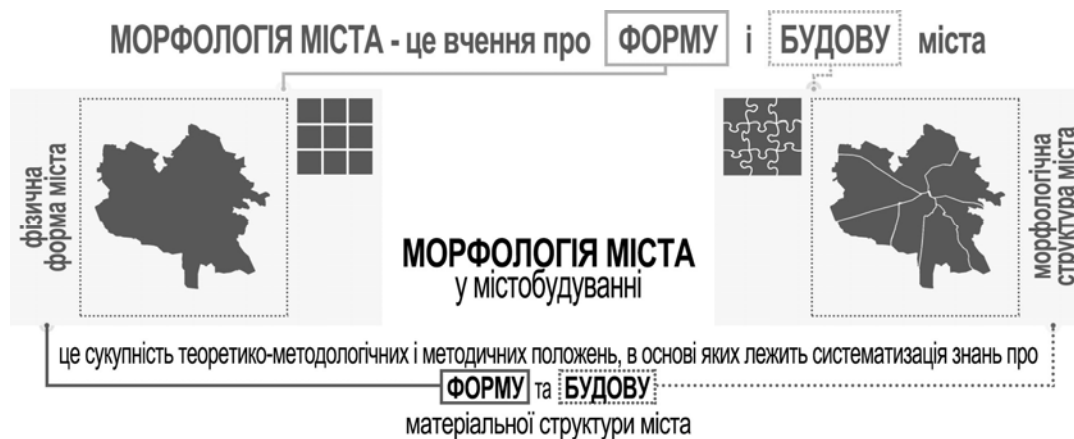 МОРФОЛОГІЯ МІСТА - це вчення про ФОРМУ і БУДОВУ міста
фізична
форма міста
МОРФОЛОГІЯ МІСТА
у містобудуванні
морфологічна
структура міста
це сукупність теоретико-методологічних і методичних положень, в основі яких лежить систематизація знань про
ФОРМУ та БУДОВУ
матеріальної структури міста